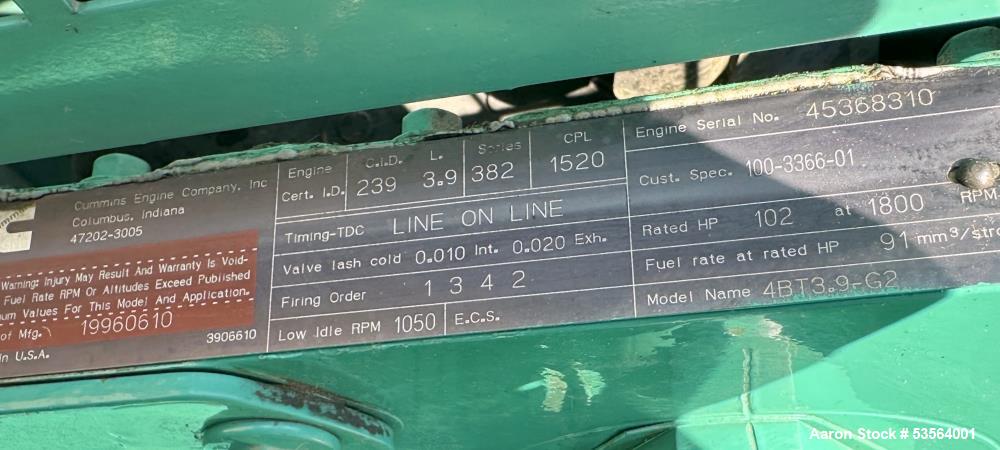 Cummins Engine Company, Inc
Columbus, Indiana
47202-3005
Warning: Injury May Result And Warranty Is Void-
Fuel Rate RPM Or Altitudes Exceed Published
um Values For This Model And Application.
of Mfg. 19960610
in U.S.A.
3906610
Engine Cert. I.D.
C.I.D. 239
L. 3.9
Series 382
CPL 1520
Timing-TDC LINE ON LINE
Valve lash cold 0.010 Int. 0.020 Exh.
Firing Order 1 3 4 2
Low Idle RPM 1050 E.C.S.
Engine Serial No. 45368310
Cust. Spec. 100-3366-01
Rated HP 102 at 1800 RPM
Fuel rate at rated HP 91 mm³/stro
Model Name 4BT3.9-G2
Aaron Stock # 53564001